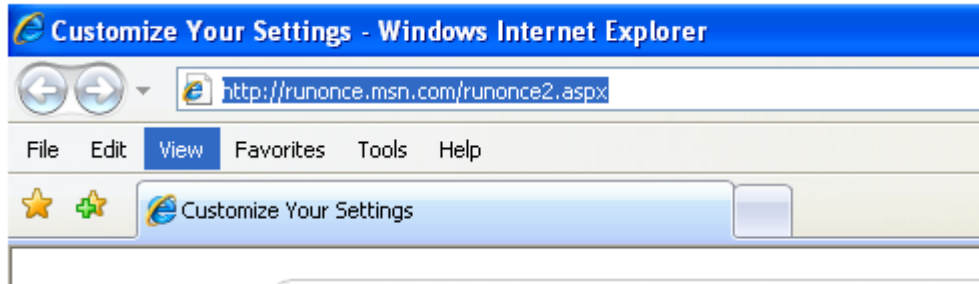 Customize Your Settings - Windows Internet Explorer
http://runonce.msn.com/runonce2.aspx
File Edit View Favorites Tools Help
Customize Your Settings